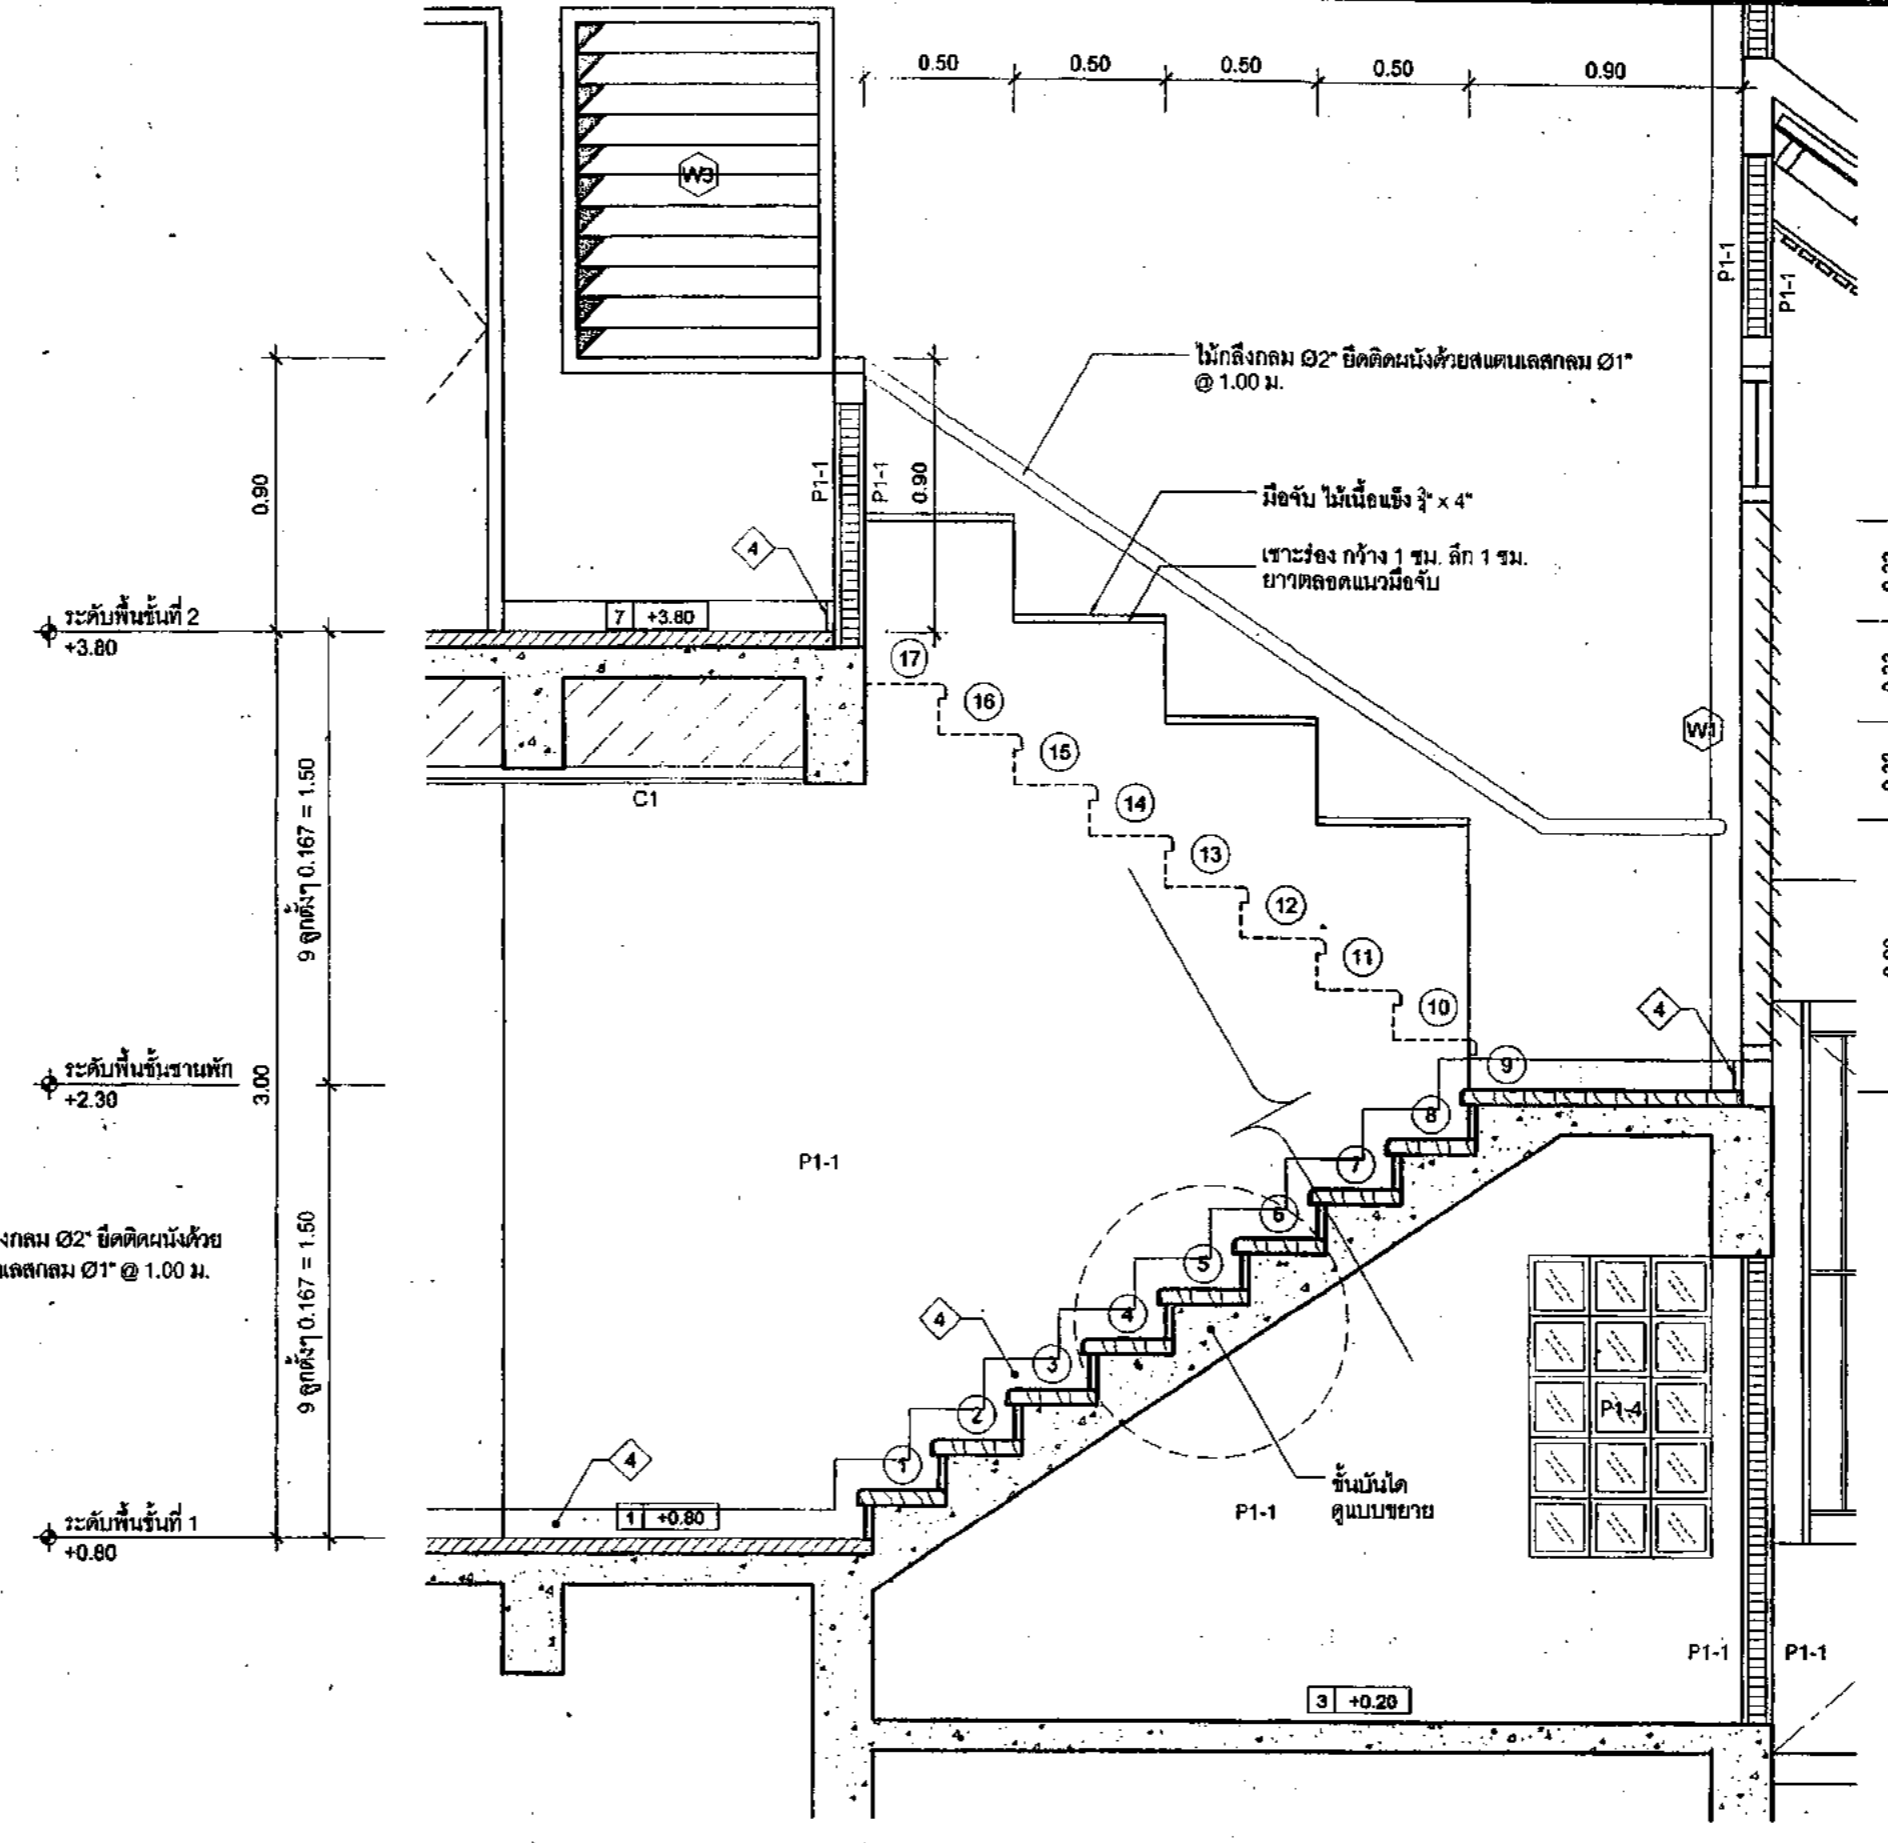 0.50
0.50
0.50
0.50
0.90
W3
P1-1
P1-1
ไม้กลึงกลม Ø2" ยึดติดผนังด้วยสแตนเลสกลม Ø1"
@ 1.00 ม.
0.90
P1-1
P1-1
0.90
มือจับ ไม้เนื้อแข็ง
x 4"
เซาะร่อง กว้าง 1 ซม. ลึก 1 ซม.
ยาวตลอดแนวมือจับ
4
ระดับพื้นชั้นที่ 2
+3.80
7 +3.80
17
16
15
14
13
12
11
10
W1
C1
9 ลูกตั้งๆ 0.167 = 1.50
3.00
4
ระดับพื้นชั้นชานพัก
+2.30
9
8
7
6
5
4
3
2
1
P1-1
งกลม Ø2" ยึดติดผนังด้วย
นเลสกลม Ø1" @ 1.00 ม.
9 ลูกตั้งๆ 0.167 = 1.50
4
4
P1-4
ขั้นบันได
ดูแบบขยาย
P1-1
ระดับพื้นชั้นที่ 1
+0.80
1 +0.80
P1-1
P1-1
3 +0.20